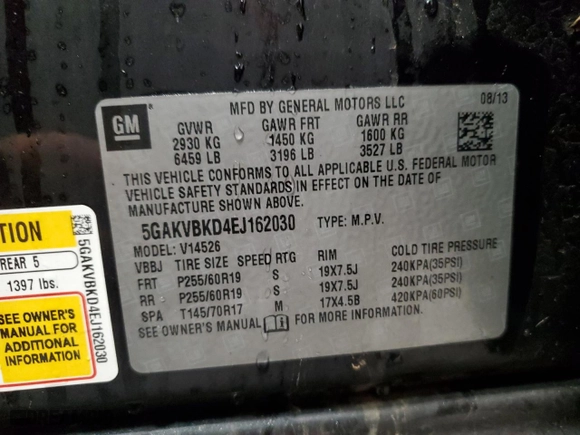 MFD BY GENERAL MOTORS LLC 08/13
GM
GVWR GAWR FRT GAWR RR
2930 KG 1450 KG 1600 KG
6459 LB 3196 LB 3527 LB
THIS VEHICLE CONFORMS TO ALL APPLICABLE U.S. FEDERAL MOTOR
VEHICLE SAFETY STANDARDS IN EFFECT ON THE DATE OF
MANUFACTURE SHOWN ABOVE.
5GAKVBKD4EJ162030 TYPE: M.P.V.
MODEL: V14526
VBBJ TIRE SIZE SPEED RTG RIM COLD TIRE PRESSURE
FRT P255/60R19 S 19X7.5J 240KPA(35PSI)
RR P255/60R19 S 19X7.5J 240KPA(35PSI)
SPA T145/70R17 M 17X4.5B 420KPA(60PSI)
SEE OWNER'S MANUAL FOR MORE INFORMATION.
TION
REAR 5
1397 lbs.
SEE OWNER'S
MANUAL FOR
ADDITIONAL
INFORMATION
5GAKVBKD4EJ162030